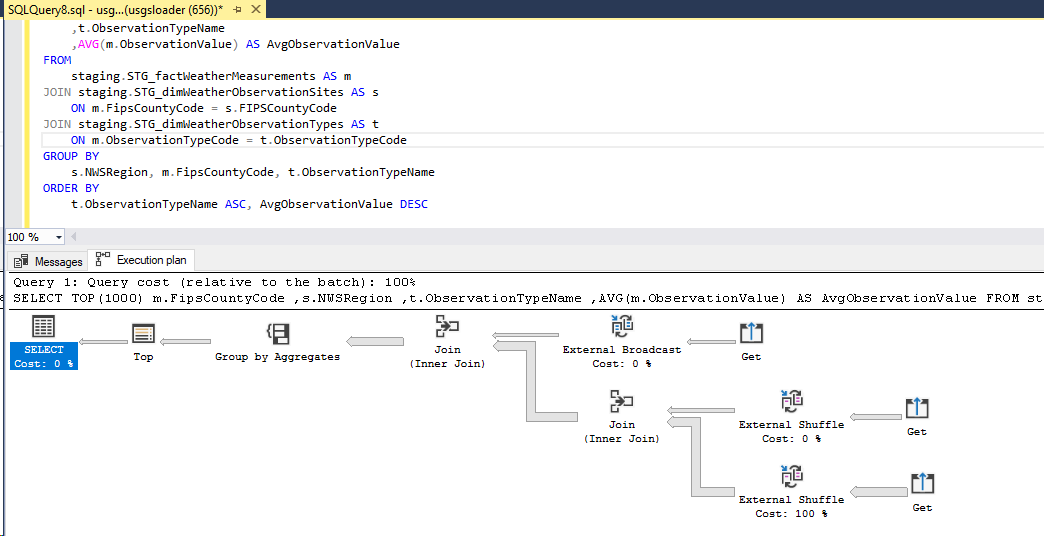 SQLQuery8.sql - usg...(usgsloader (656))*
,t.ObservationTypeName
,AVG(m.ObservationValue) AS AvgObservationValue
FROM
staging.STG_factWeatherMeasurements AS m
JOIN staging.STG_dimWeatherObservationSites AS s
ON m.FipsCountyCode = s.FIPSCountyCode
JOIN staging.STG_dimWeatherObservationTypes AS t
ON m.ObservationTypeCode = t.ObservationTypeCode
GROUP BY
s.NWSRegion, m.FipsCountyCode, t.ObservationTypeName
ORDER BY
t.ObservationTypeName ASC, AvgObservationValue DESC
100 %
Messages Execution plan
Query 1: Query cost (relative to the batch): 100%
SELECT TOP(1000) m.FipsCountyCode ,s.NWSRegion ,t.ObservationTypeName ,AVG(m.ObservationValue) AS AvgObservationValue FROM st
SELECT
Cost: 0 %
Top
Group by Aggregates
Join
(Inner Join)
External Broadcast
Cost: 0 %
Get
Join
(Inner Join)
External Shuffle
Cost: 0 %
Get
External Shuffle
Cost: 100 %
Get